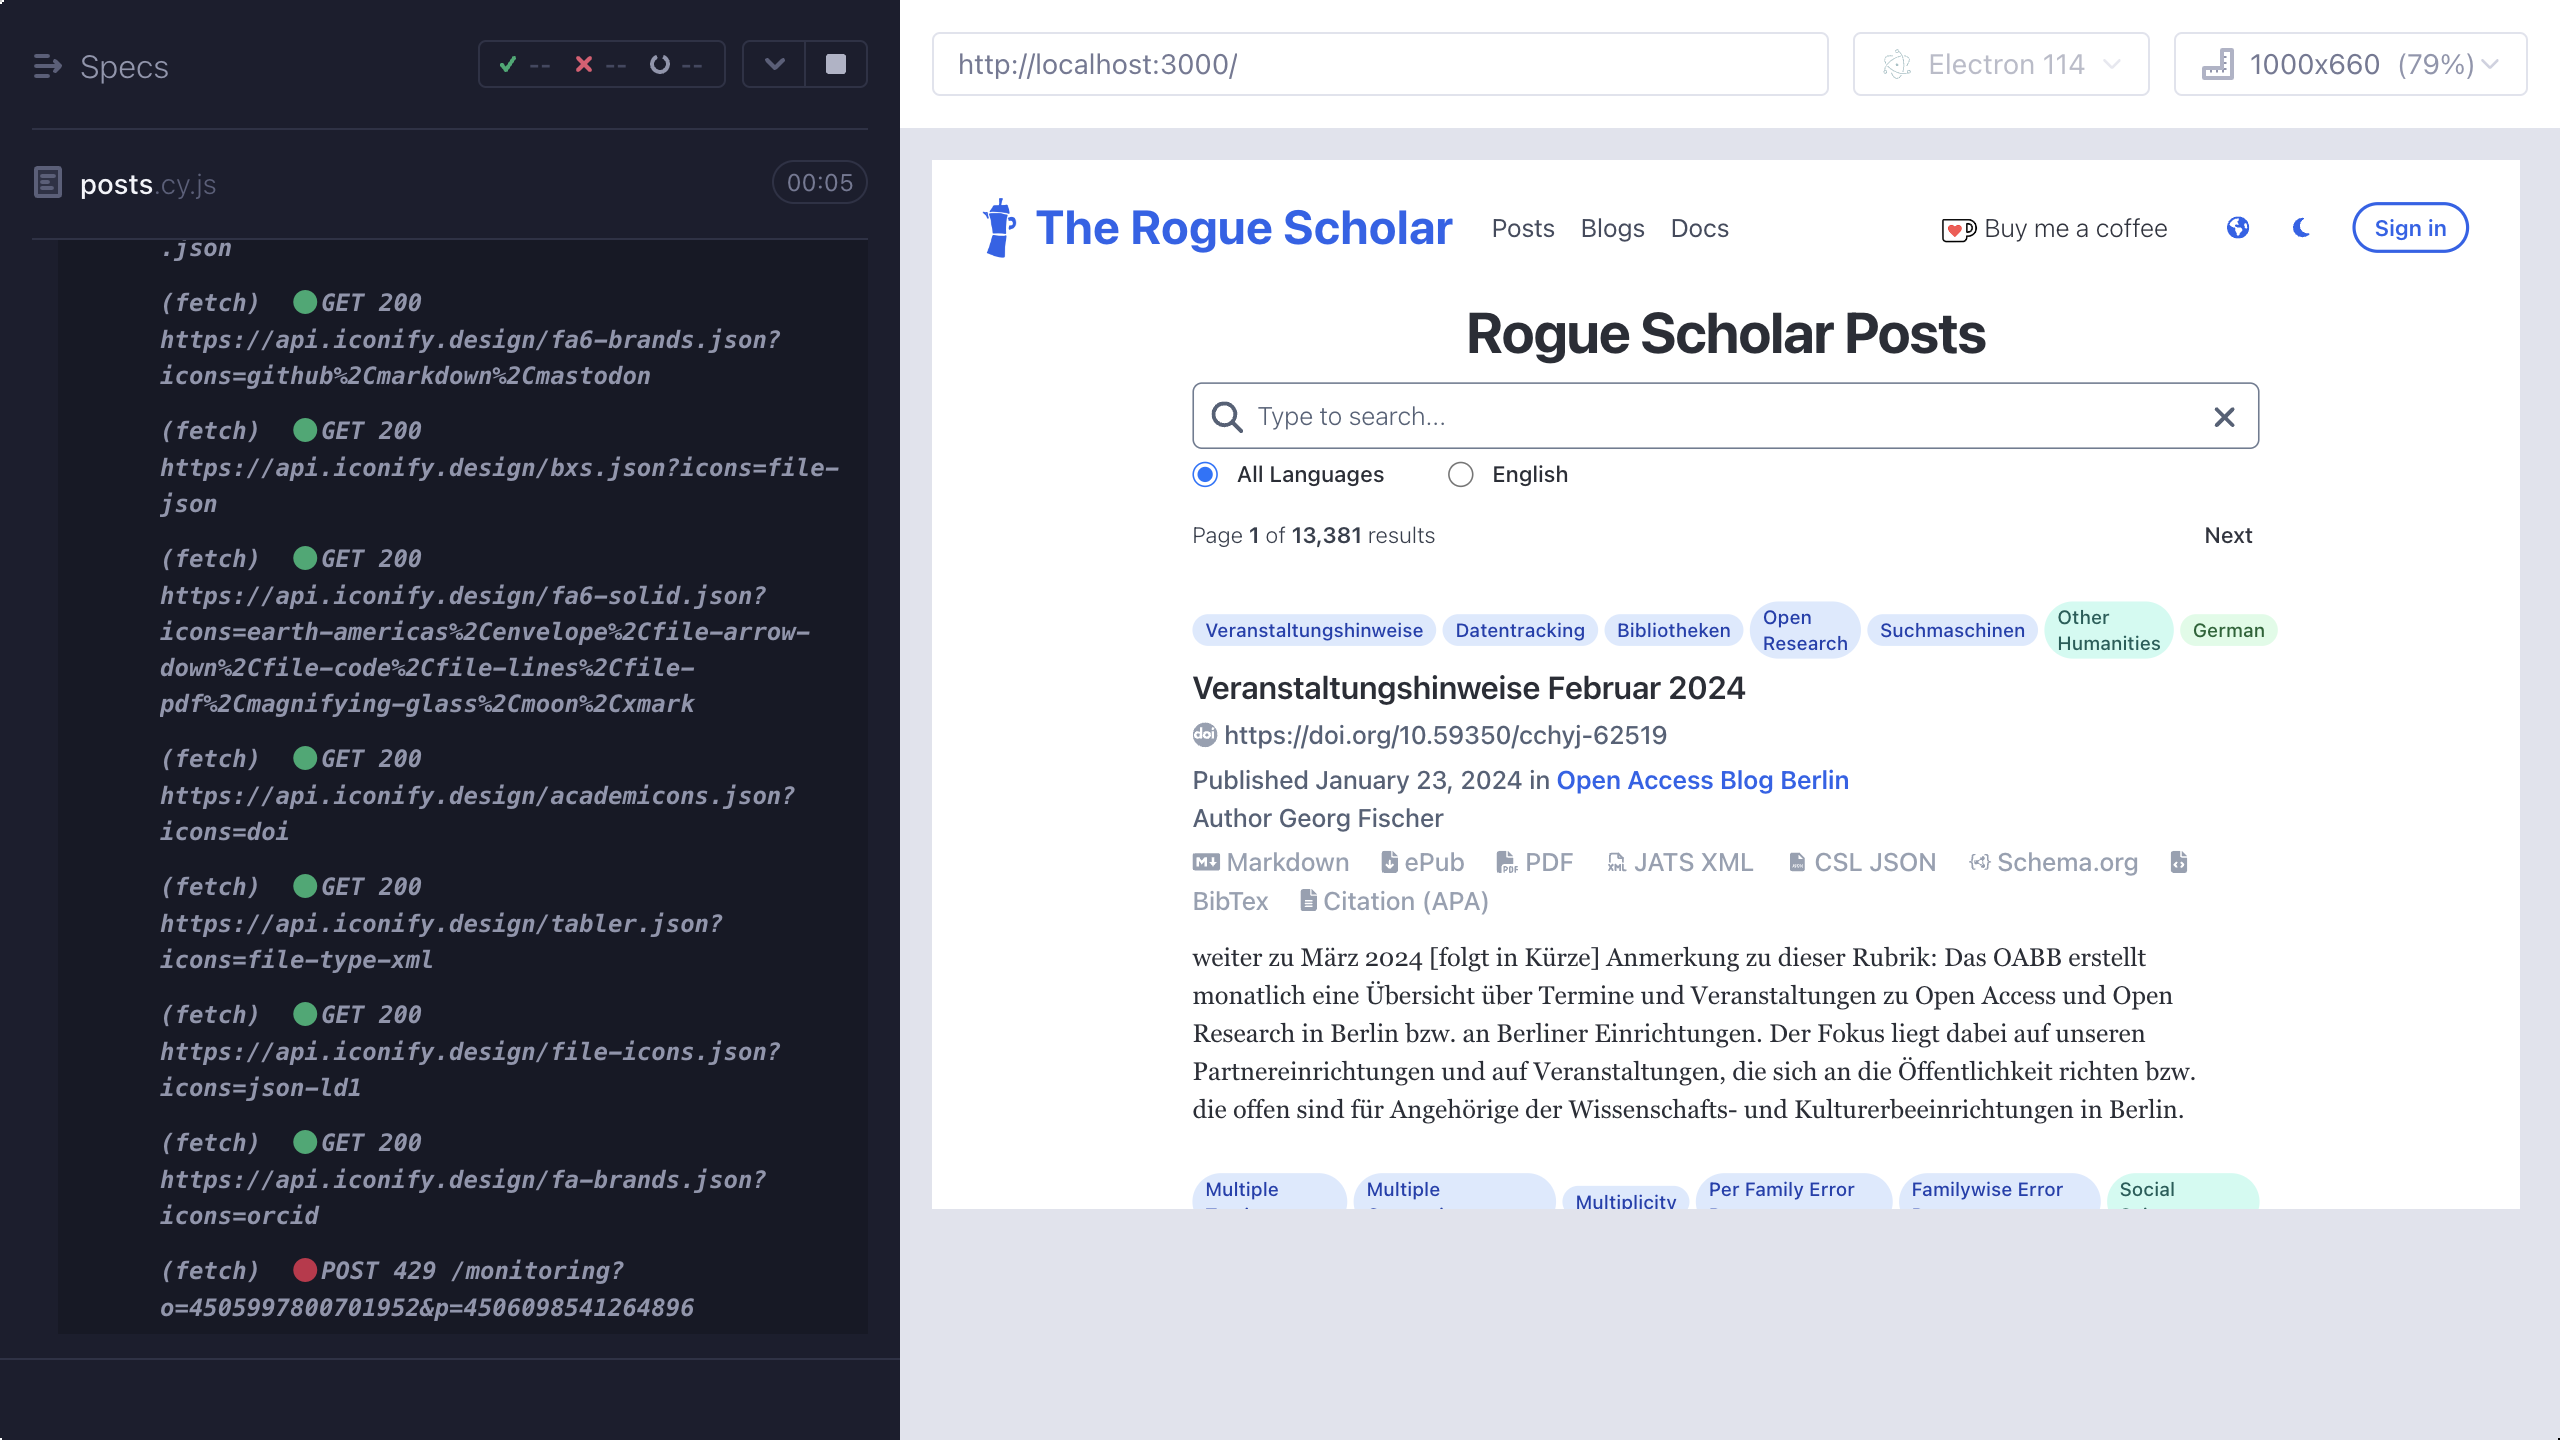 Specs
-- -- --
posts.cy.js
00:05
.json
(fetch) GET 200
https://api.iconify.design/fa6-brands.json?
icons=github%2Cmarkdown%2Cmastodon
(fetch) GET 200
https://api.iconify.design/bxs.json?icons=file-
json
(fetch) GET 200
https://api.iconify.design/fa6-solid.json?
icons=earth-americas%2Cenvelope%2Cfile-arrow-
down%2Cfile-code%2Cfile-lines%2Cfile-
pdf%2Cmagnifying-glass%2Cmoon%2Cxmark
(fetch) GET 200
https://api.iconify.design/academicons.json?
icons=doi
(fetch) GET 200
https://api.iconify.design/tabler.json?
icons=file-type-xml
(fetch) GET 200
https://api.iconify.design/file-icons.json?
icons=json-ld1
(fetch) GET 200
https://api.iconify.design/fa-brands.json?
icons=orcid
(fetch) POST 429 /monitoring?
o=4505997800701952&p=4506098541264896
http://localhost:3000/
Electron 114
1000x660 (79%)
The Rogue Scholar
Posts
Blogs
Docs
Buy me a coffee
Sign in
Rogue Scholar Posts
Type to search...
All Languages
English
Page 1 of 13,381 results
Next
Veranstaltungshinweise
Datentracking
Bibliotheken
Open
Research
Suchmaschinen
Other
Humanities
German
Veranstaltungshinweise Februar 2024
doi https://doi.org/10.59350/cchyj-62519
Published January 23, 2024 in Open Access Blog Berlin
Author Georg Fischer
Markdown ePub PDF JATS XML CSL JSON Schema.org
BibTex Citation (APA)
weiter zu März 2024 [folgt in Kürze] Anmerkung zu dieser Rubrik: Das OABB erstellt
monatlich eine Übersicht über Termine und Veranstaltungen zu Open Access und Open
Research in Berlin bzw. an Berliner Einrichtungen. Der Fokus liegt dabei auf unseren
Partnereinrichtungen und auf Veranstaltungen, die sich an die Öffentlichkeit richten bzw.
die offen sind für Angehörige der Wissenschafts- und Kulturerbeeinrichtungen in Berlin.
Multiple
Multiple
Multiplicity
Per Family Error
Familywise Error
Social